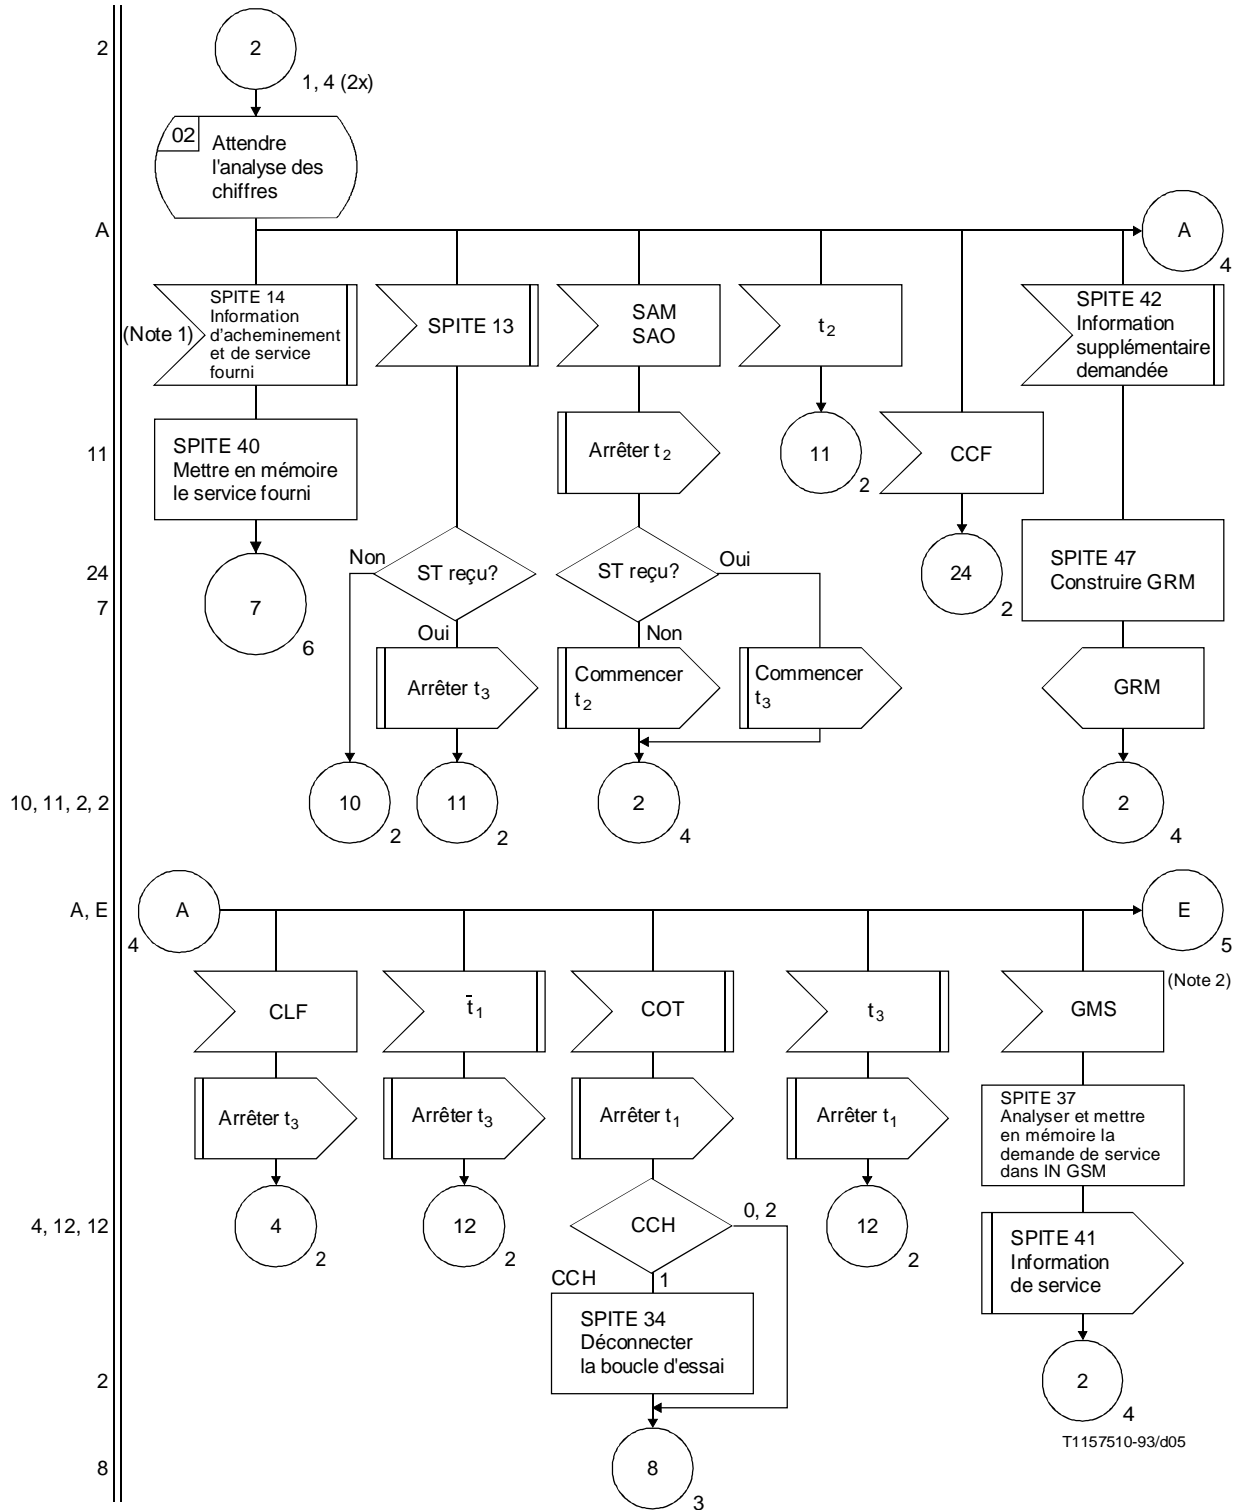 2
2
1, 4 (2x)
02
Attendre
l'analyse des
chiffres
A
A
4
(Note 1)
SPITE 14
Information
d'acheminement
et de service
fourni
SPITE 13
SAM
SAO
t2
SPITE 42
Information
supplémentaire
demandée
11
SPITE 40
Mettre en mémoire
le service fourni
Arrêter t2
11
2
CCF
24
7
7
6
Non
ST reçu?
Oui
ST reçu?
Oui
Non
24
2
SPITE 47
Construire GRM
Arrêter t3
Commencer
t2
Commencer
t3
GRM
10, 11, 2, 2
10
2
11
2
2
4
2
4
A, E
A
4
E
5
(Note 2)
CLF
t̄1
COT
t3
GMS
Arrêter t3
Arrêter t3
Arrêter t1
Arrêter t1
SPITE 37
Analyser et mettre
en mémoire la
demande de service
dans IN GSM
4, 12, 12
4
2
12
2
CCH
0, 2
CCH
1
12
2
SPITE 41
Information
de service
SPITE 34
Déconnecter
la boucle d'essai
2
2
4
T1157510-93/d05
8
8
3